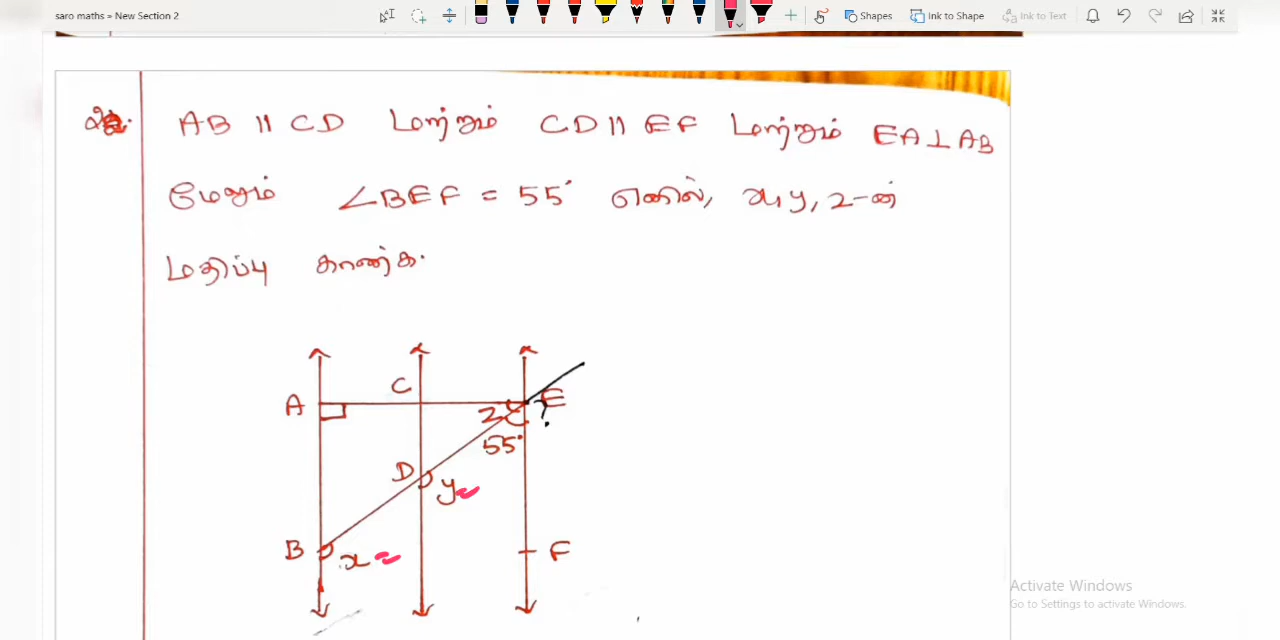 saro maths » New Section 2
Shapes
Ink to Shape
Ink to Text
AB || CD மற்றும் CD || EF மற்றும் EA ⊥ AB
மேலும் ∠BEF = 55° எனில், x, y, z-ன்
மதிப்பு காண்க.
C
A
E
z
?
55°
D
y
B
x
F
Activate Windows
Go to Settings to activate Windows.